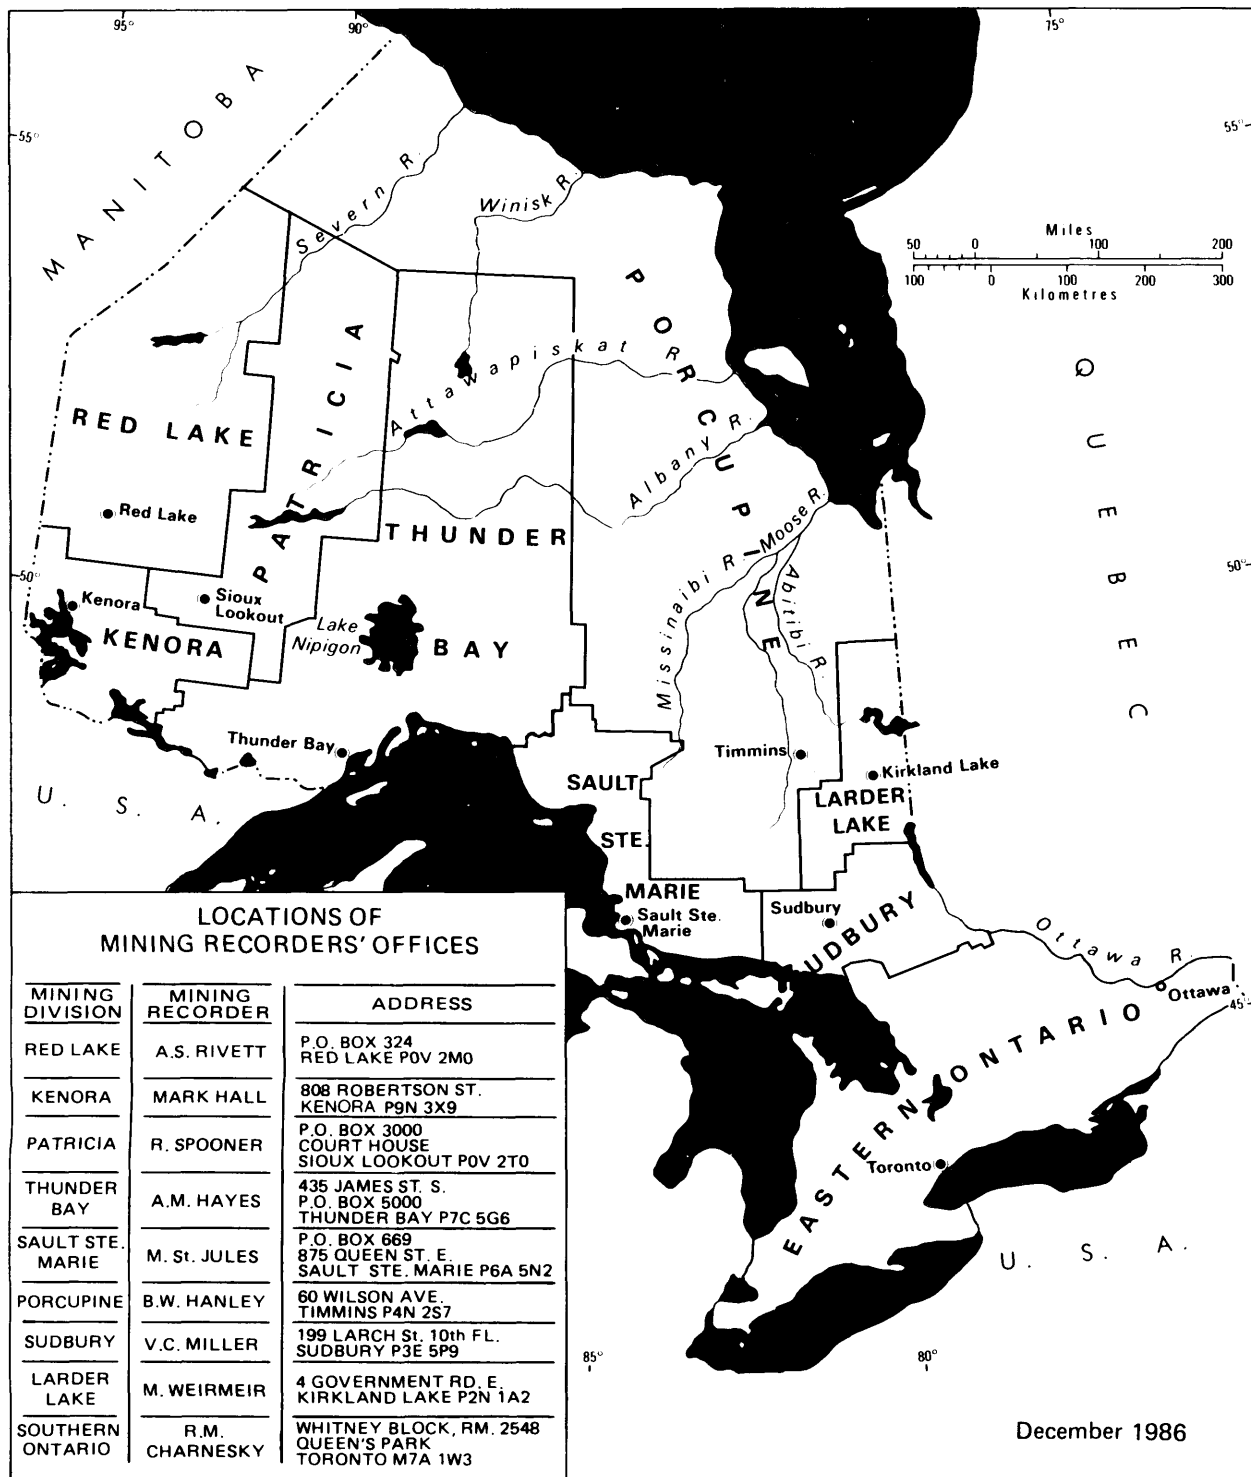 95°
90°
75°
MANITOBA
55°
55°
Severn R.
Winisk R.
Miles
50 0 100 200
100 0 100 200 300
Kilometres
PORCUPINE
PATRICIA
Attawapiskat R.
QUEBEC
RED LAKE
Albany R.
Red Lake
THUNDER
BAY
Moose R.
Missinaibi R.
Abitibi R.
50°
50°
Kenora
Sioux
Lookout
Lake
Nipigon
KENORA
Thunder Bay
Timmins
Kirkland Lake
U. S. A.
SAULT
STE.
MARIE
LARDER
LAKE
Sault Ste.
Marie
Sudbury
SUDBURY
Ottawa R.
Ottawa
45°
EASTERN ONTARIO
Toronto
U. S. A.
85°
80°
LOCATIONS OF
MINING RECORDERS' OFFICES
MINING
DIVISION
MINING
RECORDER
ADDRESS
RED LAKE
A.S. RIVETT
P.O. BOX 324
RED LAKE P0V 2M0
KENORA
MARK HALL
808 ROBERTSON ST.
KENORA P9N 3X9
PATRICIA
R. SPOONER
P.O. BOX 3000
COURT HOUSE
SIOUX LOOKOUT P0V 2T0
THUNDER
BAY
A.M. HAYES
435 JAMES ST. S.
P.O. BOX 5000
THUNDER BAY P7C 5G6
SAULT STE.
MARIE
M. St. JULES
P.O. BOX 669
875 QUEEN ST. E.
SAULT STE. MARIE P6A 5N2
PORCUPINE
B.W. HANLEY
60 WILSON AVE.
TIMMINS P4N 2S7
SUDBURY
V.C. MILLER
199 LARCH St. 10th FL.
SUDBURY P3E 5P9
LARDER
LAKE
M. WEIRMEIR
4 GOVERNMENT RD. E.
KIRKLAND LAKE P2N 1A2
SOUTHERN
ONTARIO
R.M.
CHARNESKY
WHITNEY BLOCK, RM. 2548
QUEEN'S PARK
TORONTO M7A 1W3
December 1986